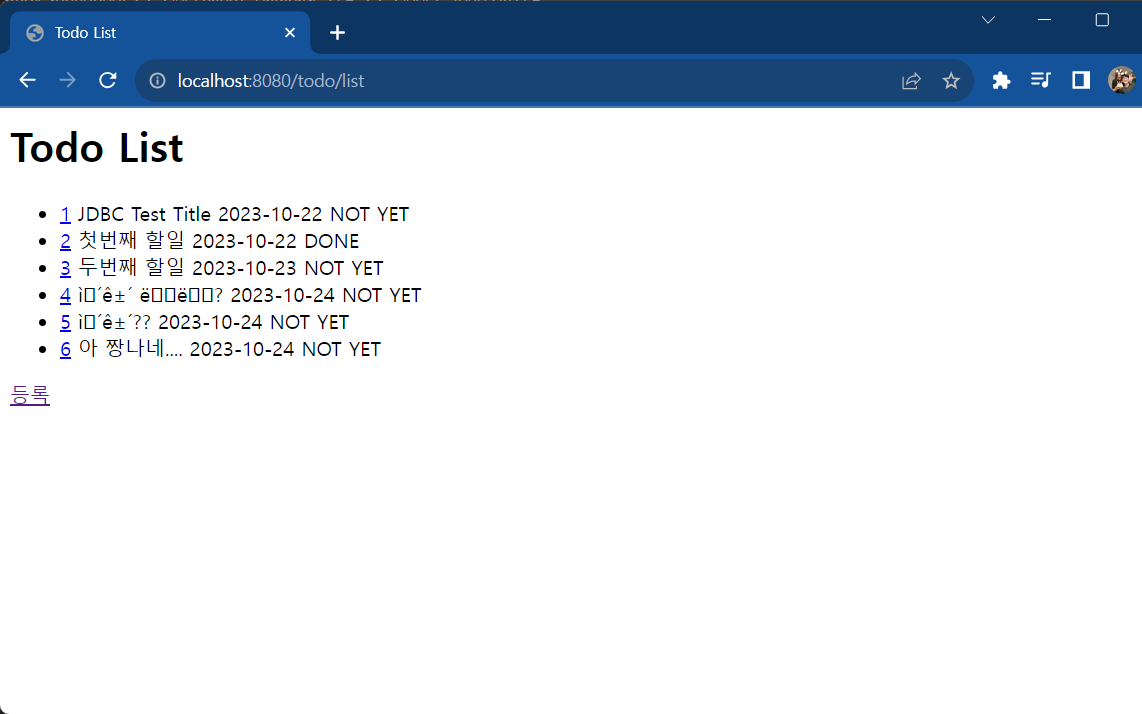 Todo List
localhost:8080/todo/list
Todo List
1 JDBC Test Title 2023-10-22 NOT YET
2 첫번째 할일 2023-10-22 DONE
3 두번째 할일 2023-10-23 NOT YET
4 2023-10-24 NOT YET
5 ?? 2023-10-24 NOT YET
6 아 짱나네.... 2023-10-24 NOT YET
등록